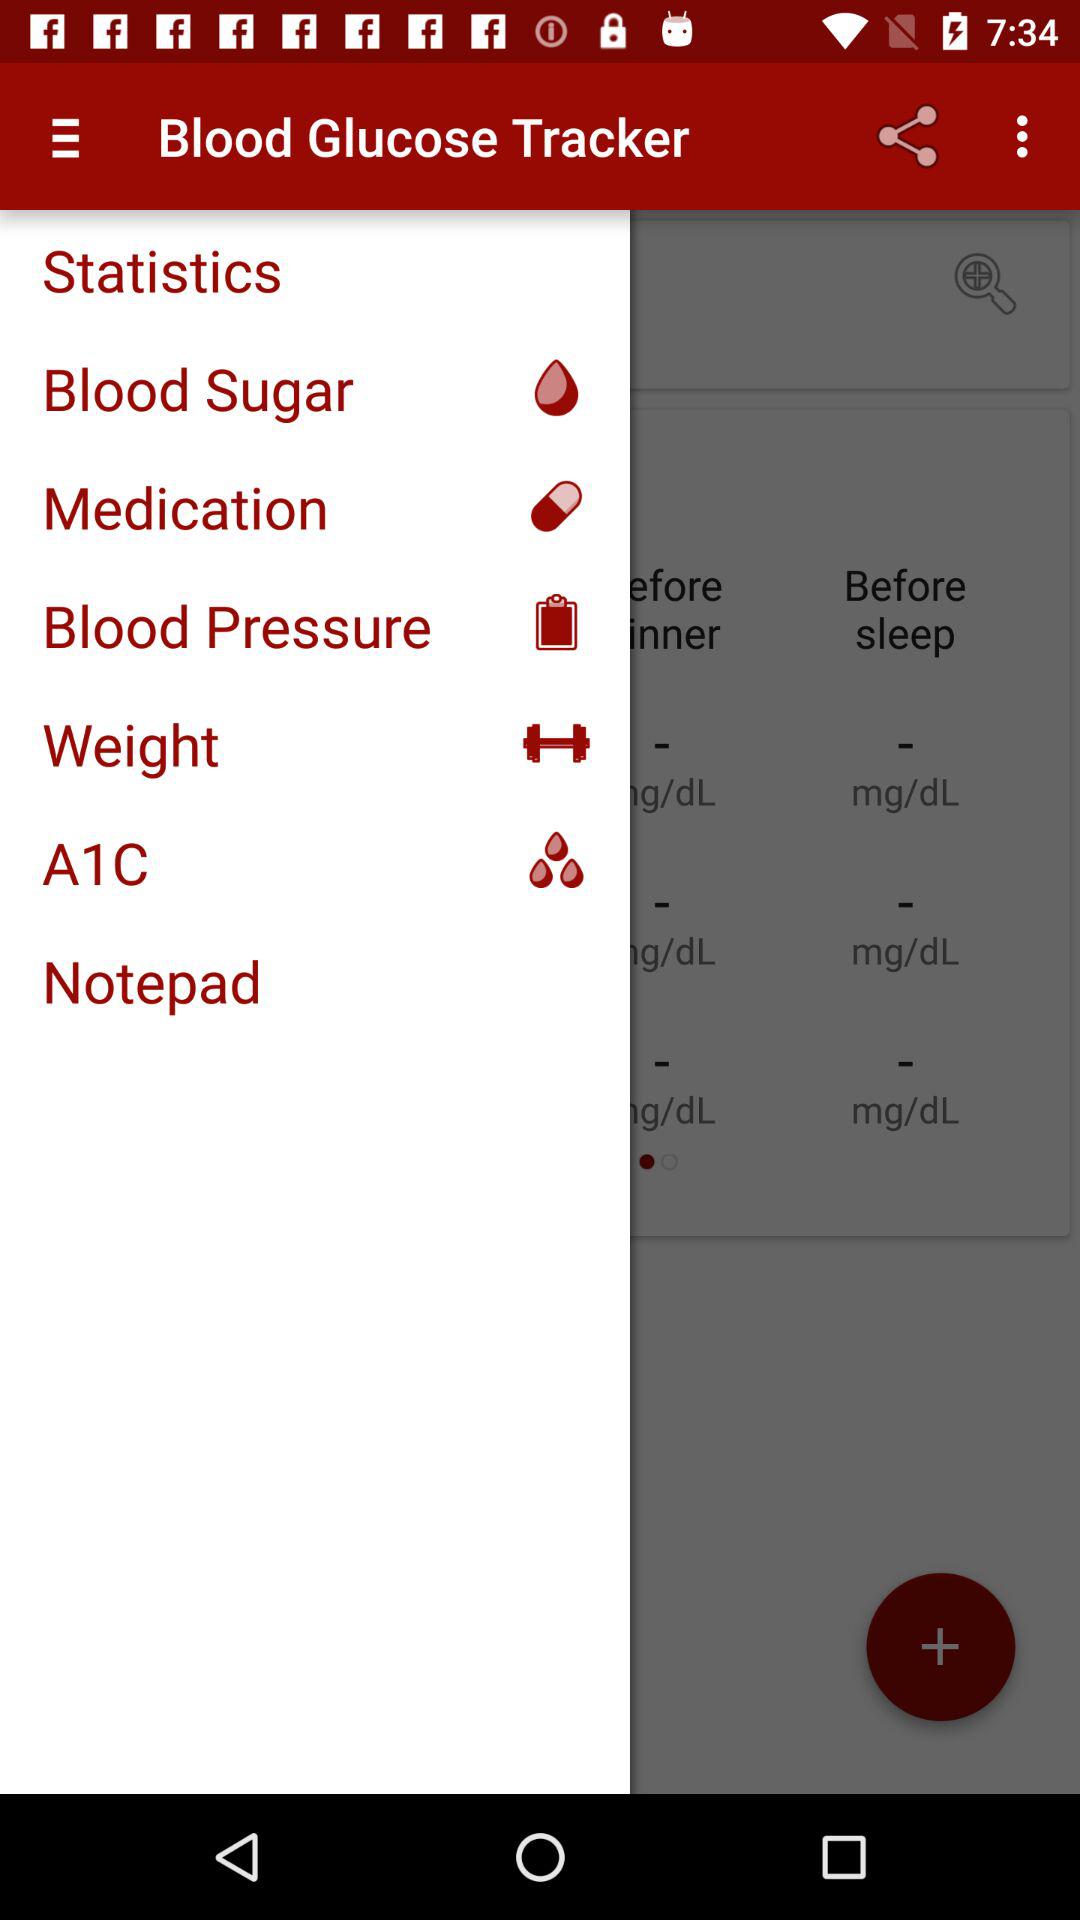 7:34
Blood Glucose Tracker
Statistics
Blood Sugar
Medication
Blood Pressure
Weight
A1C
Notepad
efore
inner
Before
sleep
-
-
ng/dL
mg/dL
-
-
ng/dL
mg/dL
-
-
ng/dL
mg/dL
+